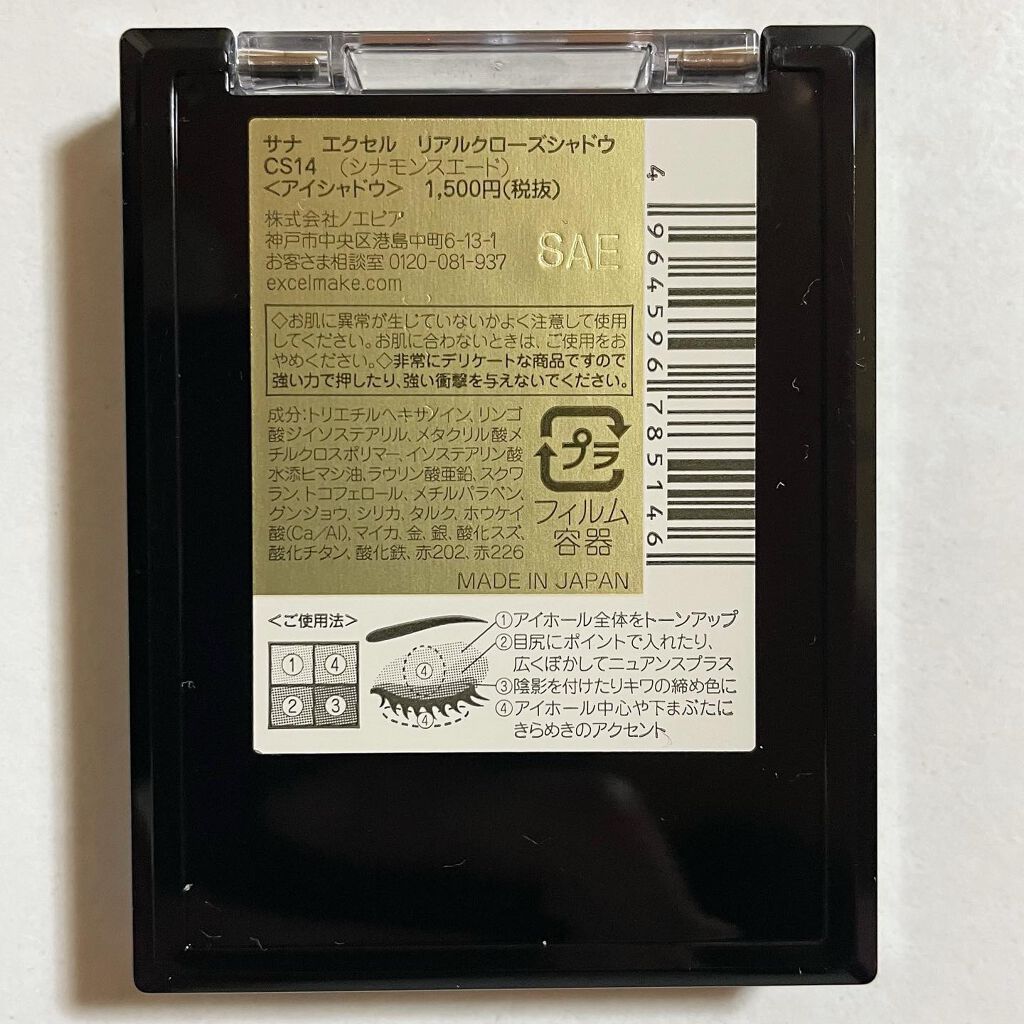 サナ エクセル リアルクローズシャドウ
CS14 (シナモンスエード)
<アイシャドウ> 1,500円(税抜)
株式会社ノエビア
神戸市中央区港島中町6-13-1
お客さま相談室 0120-081-937
excelmake.com
SAE
◇お肌に異常が生じていないかよく注意して使用
してください。お肌に合わないときは、ご使用をお
やめください。◇非常にデリケートな商品ですので
強い力で押したり、強い衝撃を与えないでください。
成分:トリエチルヘキサノイン、リンゴ
酸ジイソステアリル、メタクリル酸メ
チルクロスポリマー、イソステアリン酸
水添ヒマシ油、ラウリン酸亜鉛、スクワ
ラン、トコフェロール、メチルパラベン、
グンジョウ、シリカ、タルク、ホウケイ
酸(Ca/Al)、マイカ、金、銀、酸化スズ、
酸化チタン、酸化鉄、赤202、赤226
プラ
フィルム
容器
MADE IN JAPAN
4 964596 785146
<ご使用法>
① ④
② ③
④
④
①アイホール全体をトーンアップ
②目尻にポイントで入れたり、
広くぼかしてニュアンスプラス
③陰影を付けたりキワの締め色に
④アイホール中心や下まぶたに
きらめきのアクセント